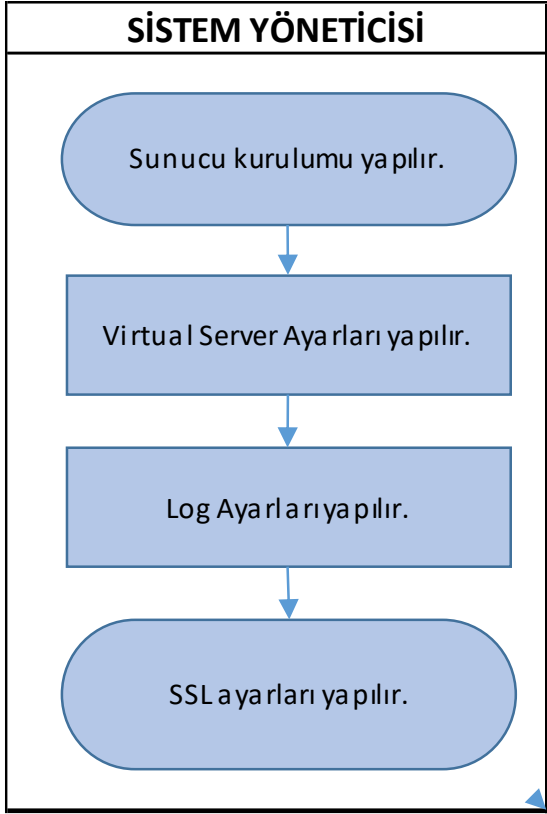 SİSTEM YÖNETİCİSİ
Sunucu kurulumu yapılır.
Virtual Server Ayarları yapılır.
Log Ayarları yapılır.
SSL ayarları yapılır.